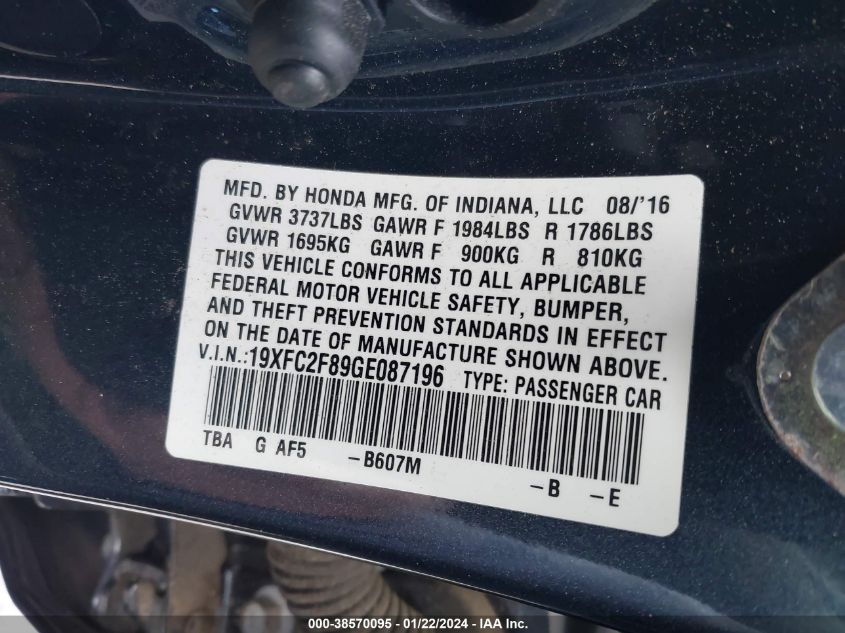 MFD. BY HONDA MFG. OF INDIANA, LLC 08/'16
GVWR 3737LBS GAWR F 1984LBS R 1786LBS
GVWR 1695KG GAWR F 900KG R 810KG
THIS VEHICLE CONFORMS TO ALL APPLICABLE
FEDERAL MOTOR VEHICLE SAFETY, BUMPER,
AND THEFT PREVENTION STANDARDS IN EFFECT
ON THE DATE OF MANUFACTURE SHOWN ABOVE.
V.I.N.:19XFC2F89GE087196 TYPE: PASSENGER CAR
TBA G AF5 -B607M -B -E
000-38570095 - 01/22/2024 - IAA Inc.